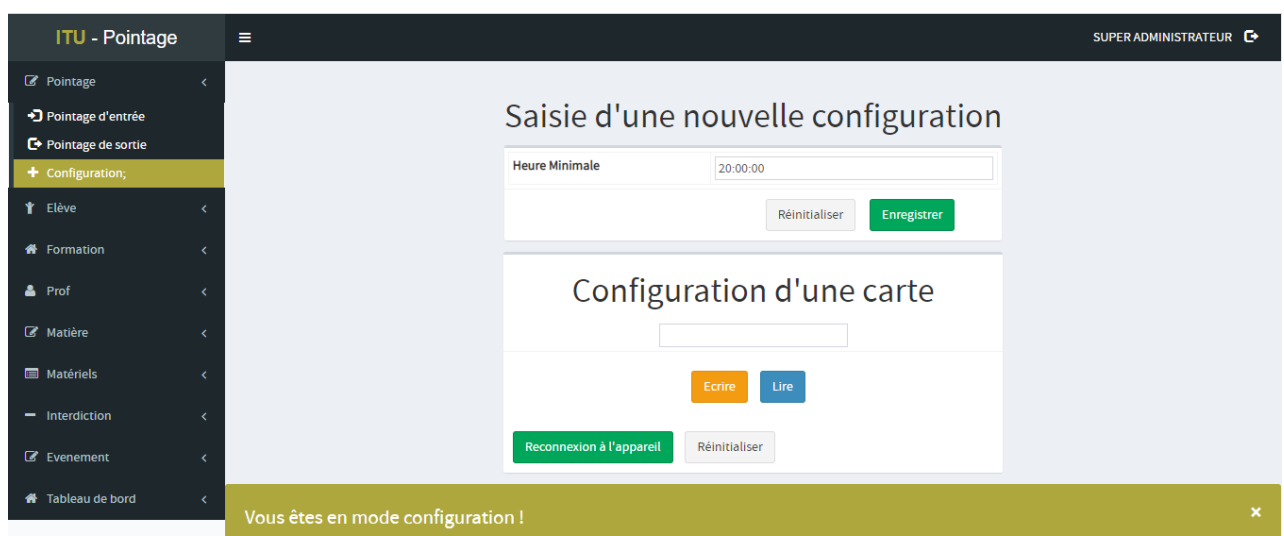 ITU - Pointage
SUPER ADMINISTRATEUR
Pointage
Pointage d'entrée
Pointage de sortie
Configuration;
Elève
Formation
Prof
Matière
Matériels
Interdiction
Evenement
Tableau de bord
Saisie d'une nouvelle configuration
Heure Minimale 20:00:00
Réinitialiser Enregistrer
Configuration d'une carte
Ecrire Lire
Reconnexion à l'appareil Réinitialiser
Vous êtes en mode configuration ! ×